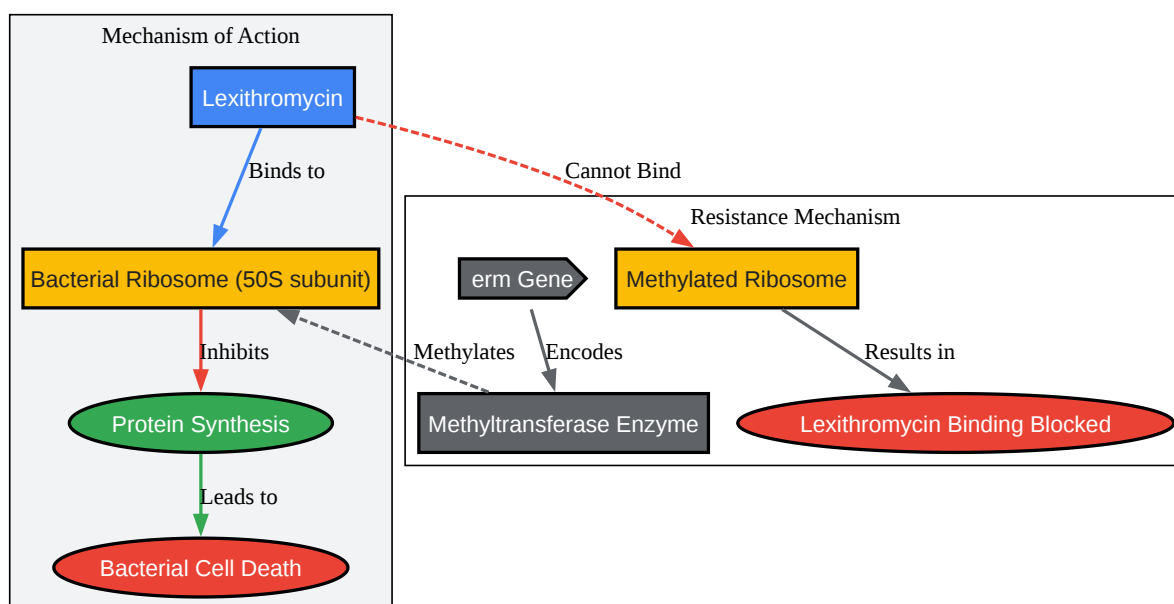 Mechanism of Action
Lexithromycin
Binds to
Cannot Bind
Resistance Mechanism
Bacterial Ribosome (50S subunit)
erm Gene
Methylated Ribosome
Inhibits
Methylates
Encodes
Results in
Protein Synthesis
Methyltransferase Enzyme
Lexithromycin Binding Blocked
Leads to
Bacterial Cell Death